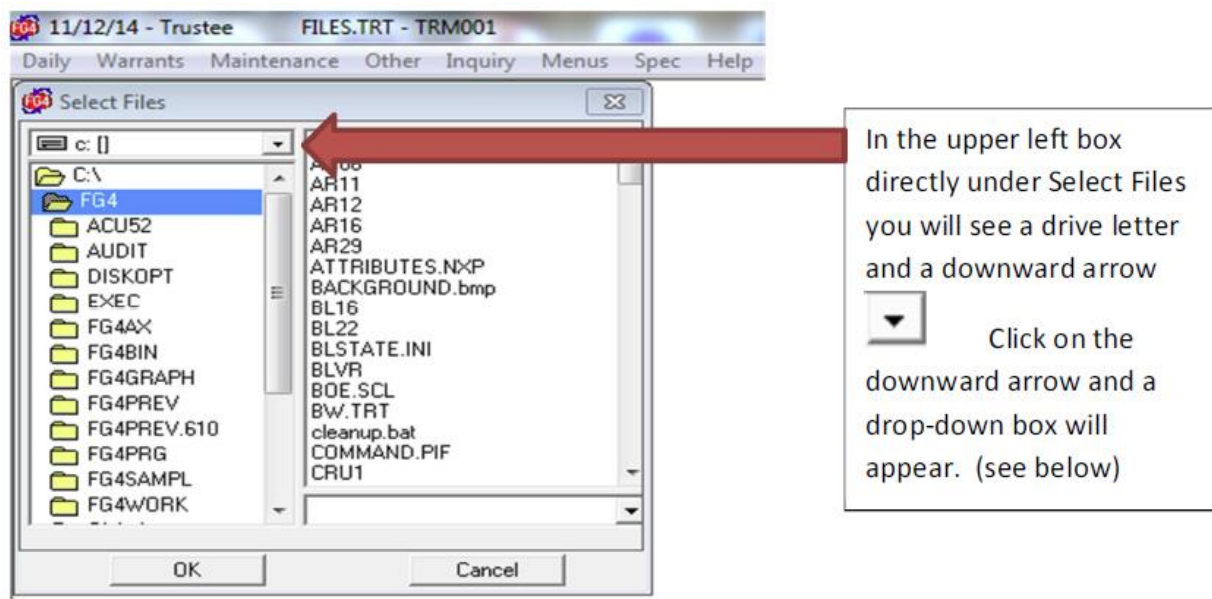 11/12/14 - Trustee FILES.TRT - TRM001
Daily Warrants Maintenance Other Inquiry Menus Spec Help
Select Files
c: []
C:\
FG4
ACU52
AUDIT
DISKOPT
EXEC
FG4AX
FG4BIN
FG4GRAPH
FG4PREV
FG4PREV.610
FG4PRG
FG4SAMPL
FG4WORK
AR11
AR12
AR16
AR29
ATTRIBUTES.NXP
BACKGROUND.bmp
BL16
BL22
BLSTATE.INI
BLVR
BOE.SCL
BW.TRT
cleanup.bat
COMMAND.PIF
CRU1
OK Cancel
In the upper left box
directly under Select Files
you will see a drive letter
and a downward arrow
Click on the
downward arrow and a
drop-down box will
appear. (see below)